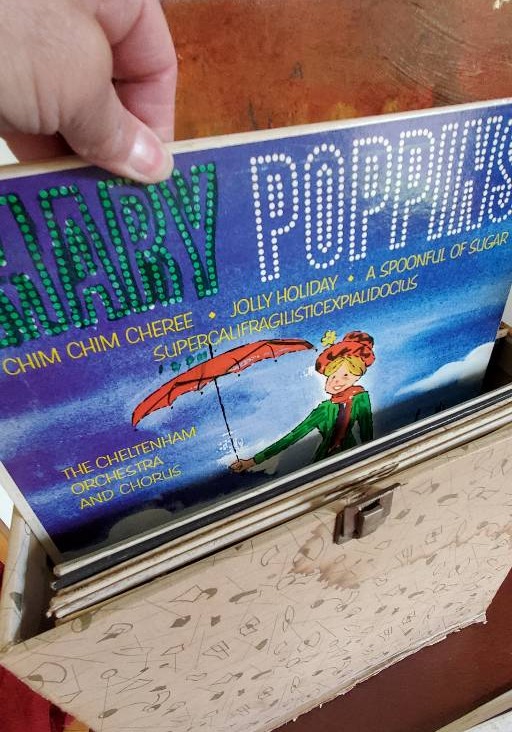 MARY POPPINS
CHIM CHIM CHEREE • JOLLY HOLIDAY • A SPOONFUL OF SUGAR
SUPERCALIFRAGILISTICEXPIALIDOCIUS
THE CHELTENHAM
ORCHESTRA
AND CHORUS